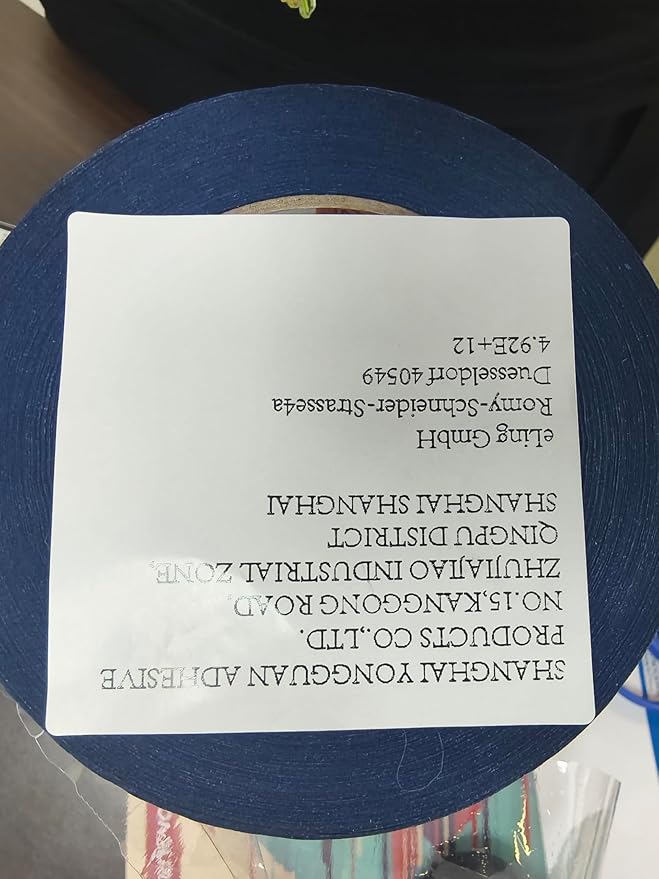 SHANGHAI YONGGUAN ADHESIVE
PRODUCTS CO.,LTD.
NO.15,KANGGONG ROAD,
ZHUJIAJIAO INDUSTRIAL ZONE,
QINGPU DISTRICT
SHANGHAI SHANGHAI
eLing GmbH
Romy-Schneider-Strasse4a
Duesseldorf 40549
4.92E+12